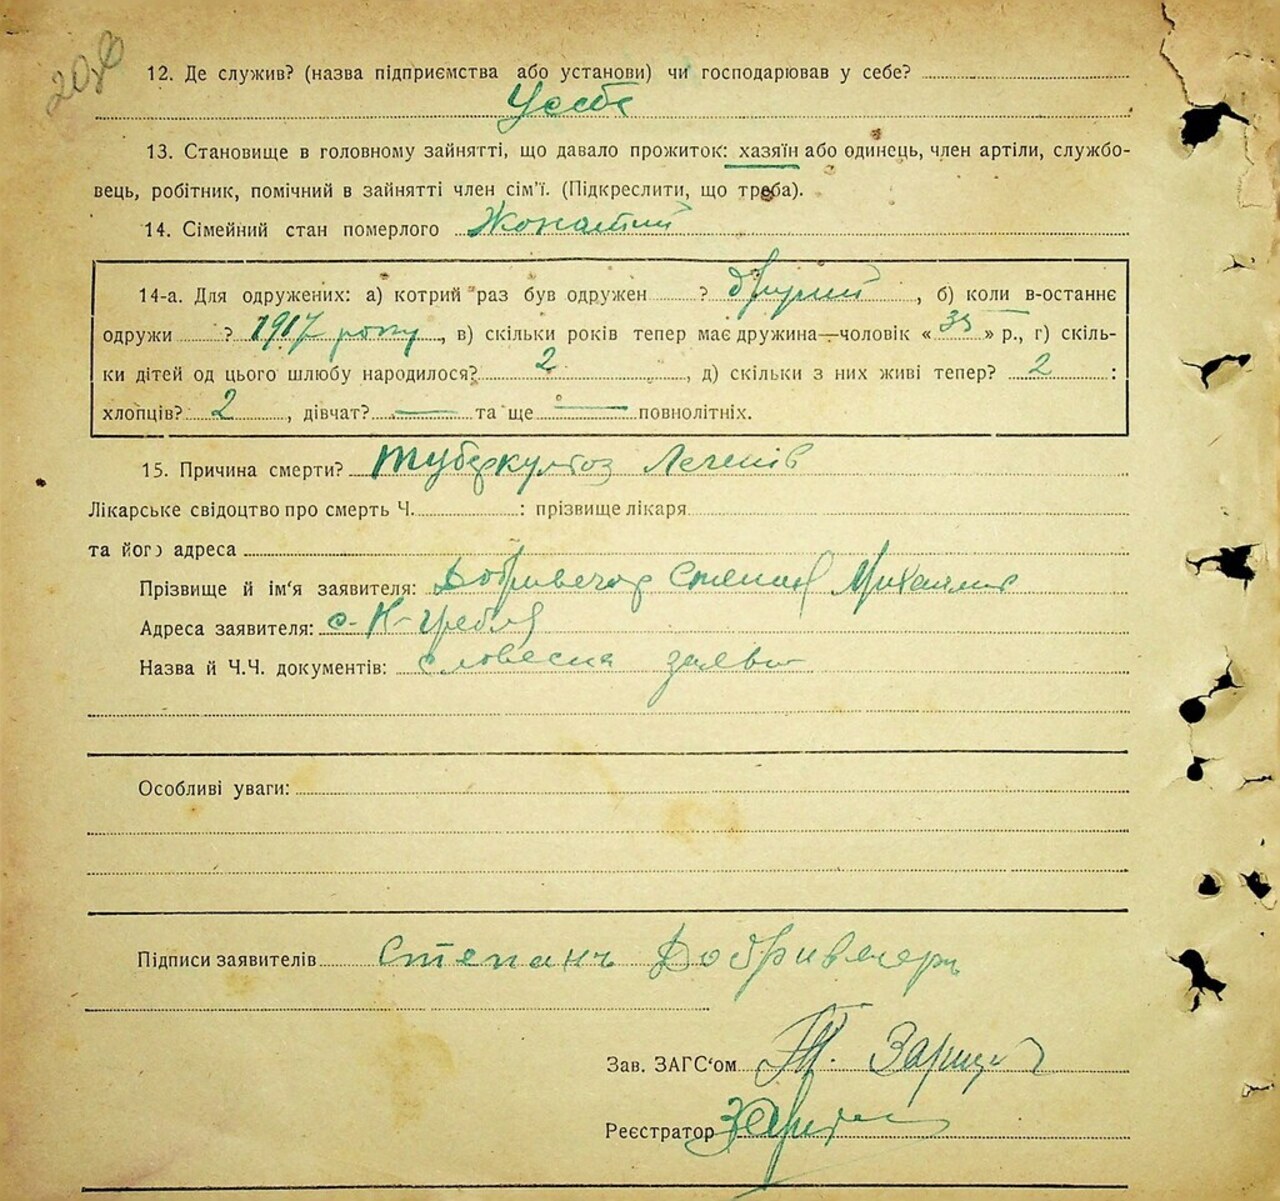 12. Де служив? (назва підприємства або установи) чи господарював у себе?
У себе
13. Становище в головному зайнятті, що давало прожиток: хазяїн або одинець, член артіли, службо-
вець, робітник, помічний в зайнятті член сім'ї. (Підкреслити, що треба).
14. Сімейний стан померлого Жонатий
14-а. Для одружених: а) котрий раз був одружен ? другий, б) коли в-останнє
одружи ? 1917 року, в) скільки років тепер має дружина—чоловік «35» р., г) скіль-
ки дітей од цього шлюбу народилося? 2, д) скільки з них живі тепер? 2 :
хлопців? 2, дівчат? — та ще — повнолітніх.
15. Причина смерти? Туберкульоз Легенів
Лікарське свідоцтво про смерть Ч. : прізвище лікаря
та його адреса
Прізвище й ім'я заявителя: Добривечор Степан
Адреса заявителя: с. К-Гребля
Назва й Ч.Ч. документів: словесна заява
Особливі уваги:
Підписи заявителів Степанъ Добривечеръ
Зав. ЗАГС'ом
Реєстратор